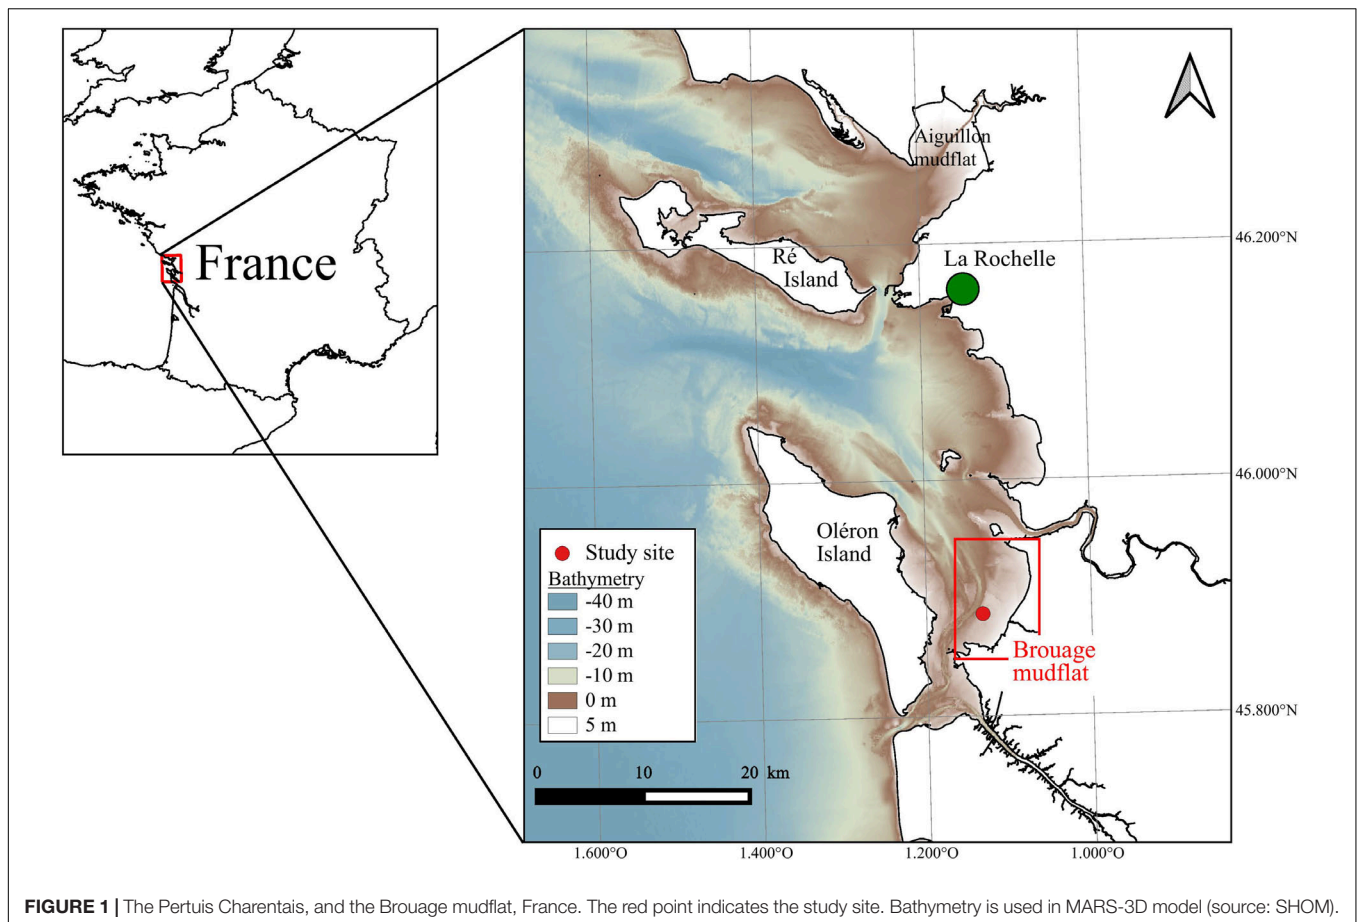 France
Aiguillon
mudflat
46.200°N
La Rochelle
Ré
Island
46.000°N
Oléron
Island
Study site
Bathymetry
-40 m
-30 m
-20 m
-10 m
0 m
5 m
Brouage
mudflat
45.800°N
0 10 20 km
1.600°O 1.400°O 1.200°O 1.000°O
FIGURE 1 | The Pertuis Charentais, and the Brouage mudflat, France. The red point indicates the study site. Bathymetry is used in MARS-3D model (source: SHOM).